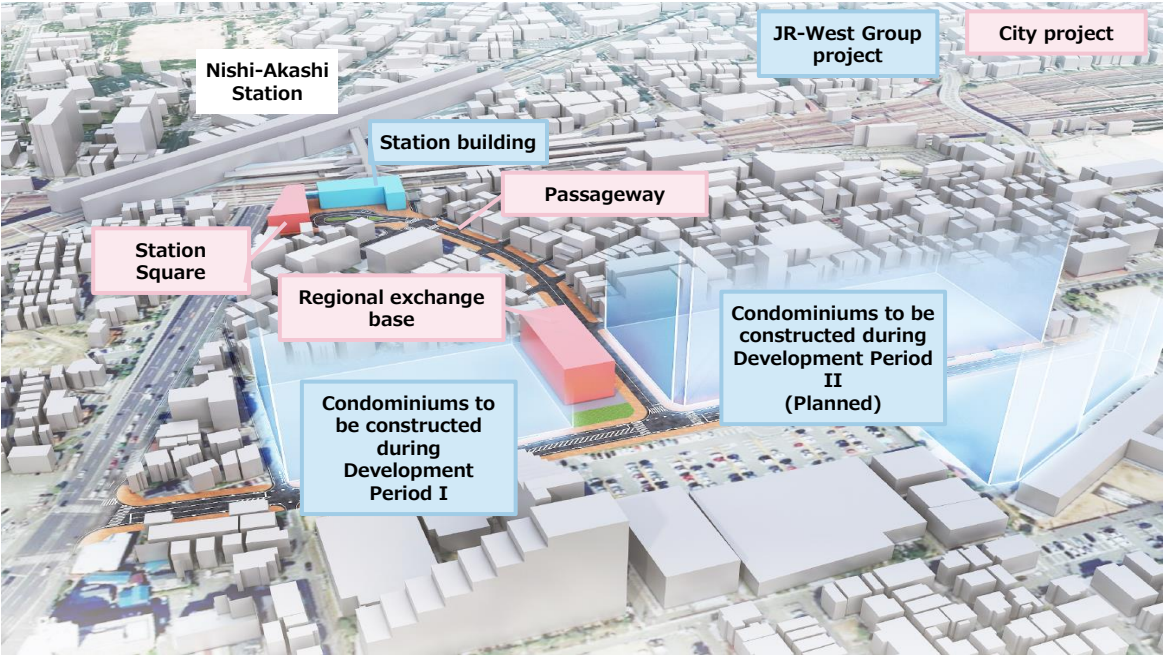 JR-West Group
project
City project
Nishi-Akashi
Station
Station building
Passageway
Station
Square
Regional exchange
base
Condominiums to be
constructed during
Development Period
II
(Planned)
Condominiums to
be constructed
during
Development
Period I